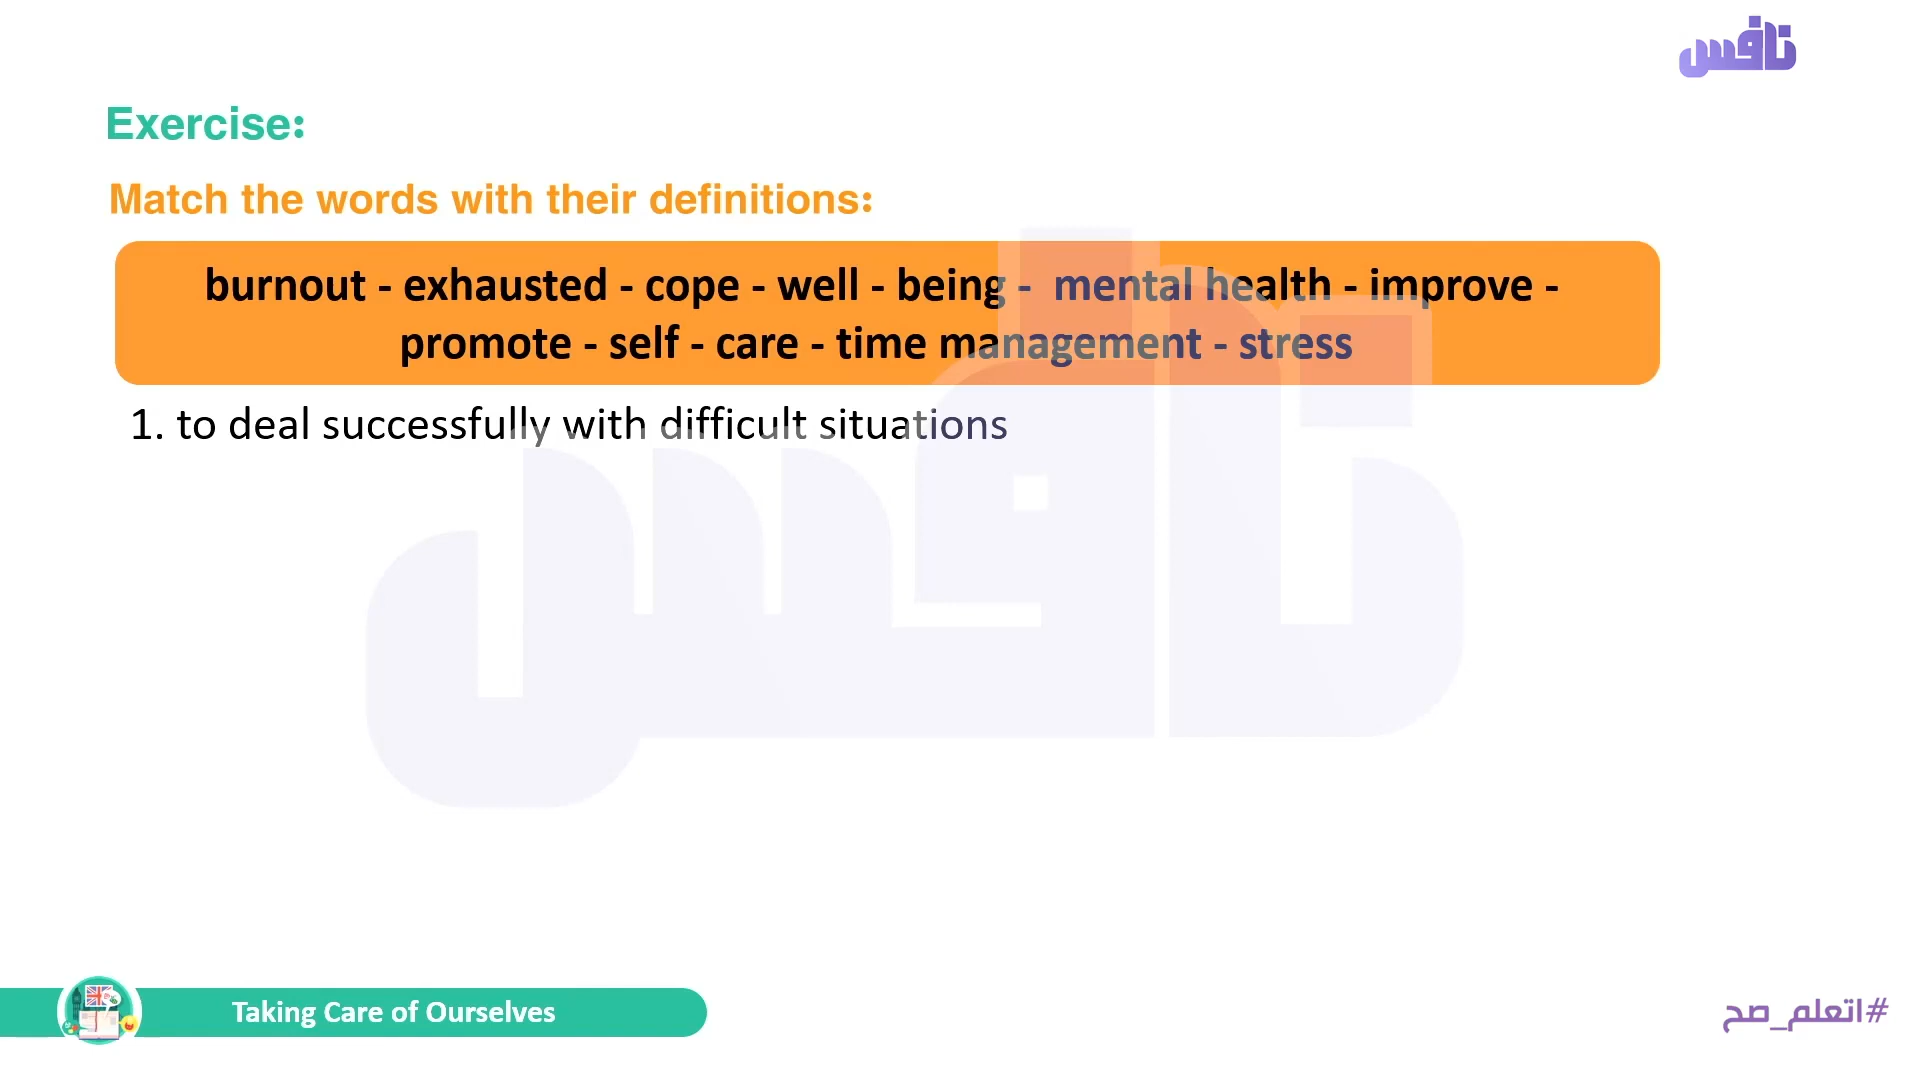 نافس
Exercise:
Match the words with their definitions:
burnout - exhausted - cope - well - being - mental health - improve -
promote - self - care - time management - stress
1. to deal successfully with difficult situations
نافس
Taking Care of Ourselves
#اتعلم_صح